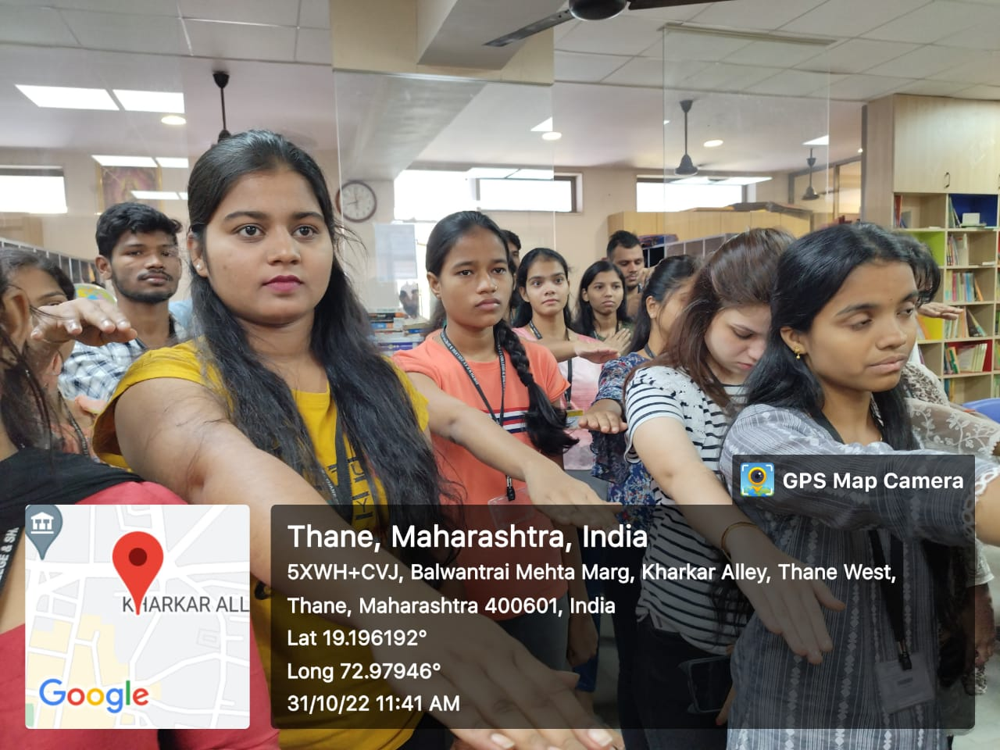 GPS Map Camera
Thane, Maharashtra, India
5XWH+CVJ, Balwantrai Mehta Marg, Kharkar Alley, Thane West,
Thane, Maharashtra 400601, India
Lat 19.196192°
Long 72.97946°
31/10/22 11:41 AM
KHARKAR ALL
Google